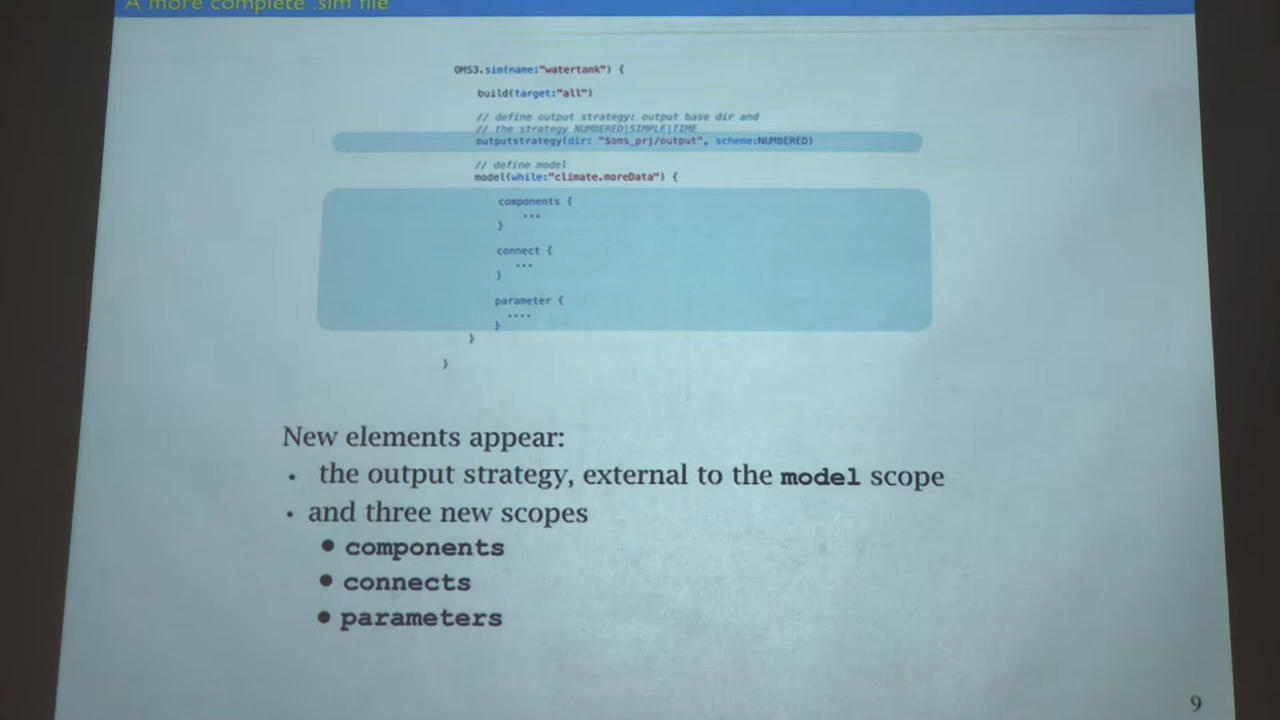 A more complete .sim file
OMS3.sim(name:"watertank") {
build(target:"all")
// define output strategy: output base dir and
// the strategy NUMBERED|SIMPLE|TIME
outputstrategy(dir: "$oms_prj/output", scheme:NUMBERED)
// define model
model(while:"climate.moreData") {
components {
...
}
connect {
...
}
parameter {
....
}
}
}
New elements appear:
• the output strategy, external to the model scope
• and three new scopes
• components
• connects
• parameters
9